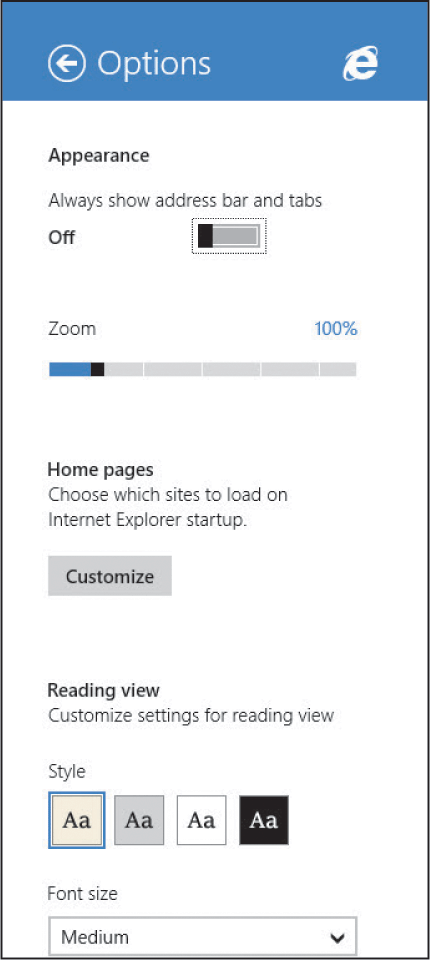 Options
Appearance
Always show address bar and tabs
Off
Zoom 100%
Home pages
Choose which sites to load on
Internet Explorer startup.
Customize
Reading view
Customize settings for reading view
Style
Aa Aa Aa Aa
Font size
Medium